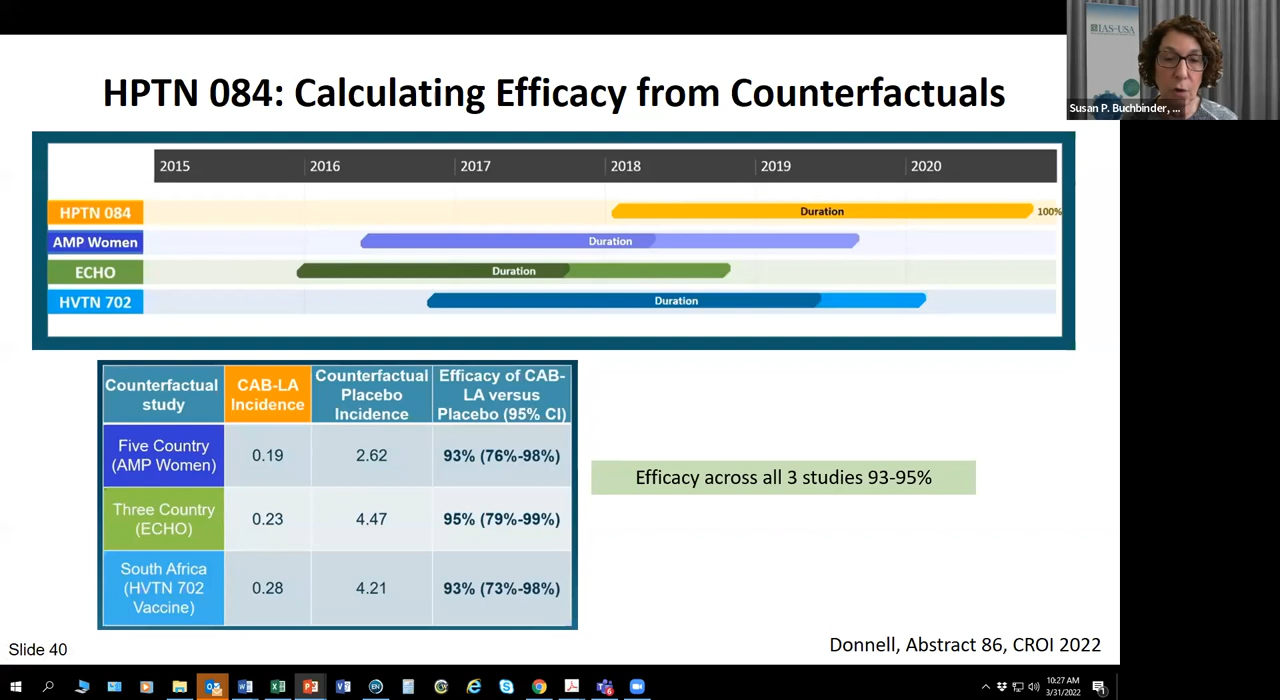 IAS-USA
Susan P. Buchbinder, ...
HPTN 084: Calculating Efficacy from Counterfactuals
2015 2016 2017 2018 2019 2020
HPTN 084 Duration 100%
AMP Women Duration
ECHO Duration
HVTN 702 Duration
Counterfactual
study
CAB-LA
Incidence
Counterfactual
Placebo
Incidence
Efficacy of CAB-
LA versus
Placebo (95% CI)
Five Country
(AMP Women)
0.19 2.62 93% (76%-98%)
Three Country
(ECHO)
0.23 4.47 95% (79%-99%)
South Africa
(HVTN 702
Vaccine)
0.28 4.21 93% (73%-98%)
Efficacy across all 3 studies 93-95%
Slide 40
Donnell, Abstract 86, CROI 2022
10:27 AM
3/31/2022